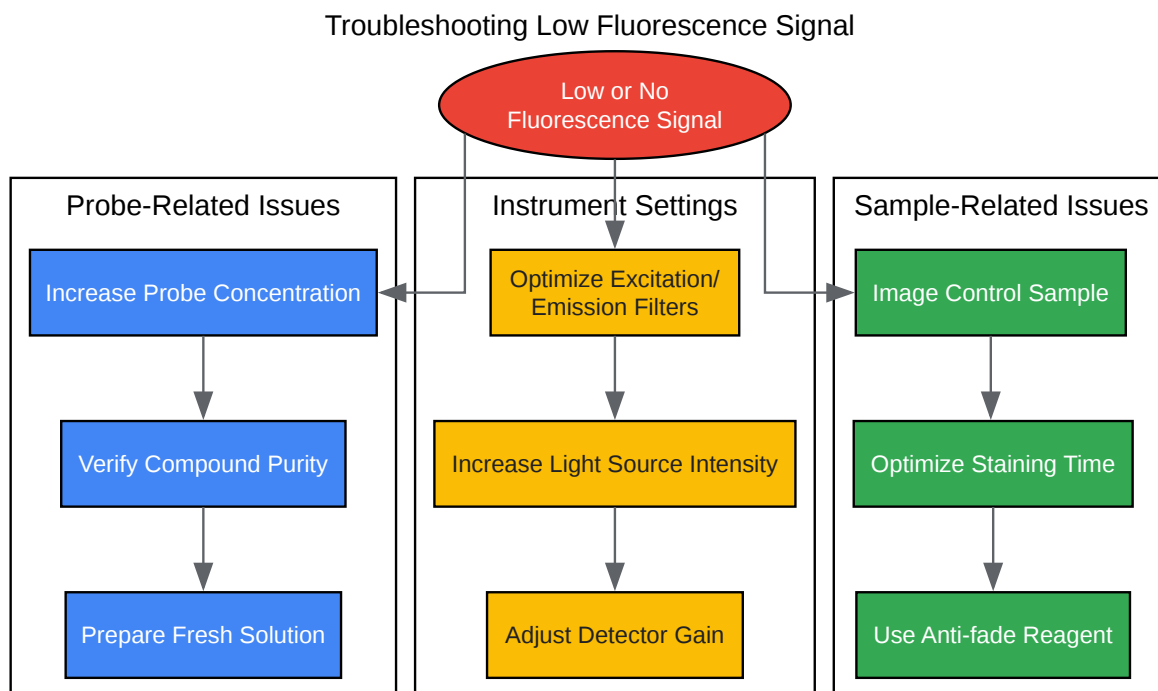 Troubleshooting Low Fluorescence Signal
Low or No
Fluorescence Signal
Probe-Related Issues
Increase Probe Concentration
Verify Compound Purity
Prepare Fresh Solution
Instrument Settings
Optimize Excitation/
Emission Filters
Increase Light Source Intensity
Adjust Detector Gain
Sample-Related Issues
Image Control Sample
Optimize Staining Time
Use Anti-fade Reagent